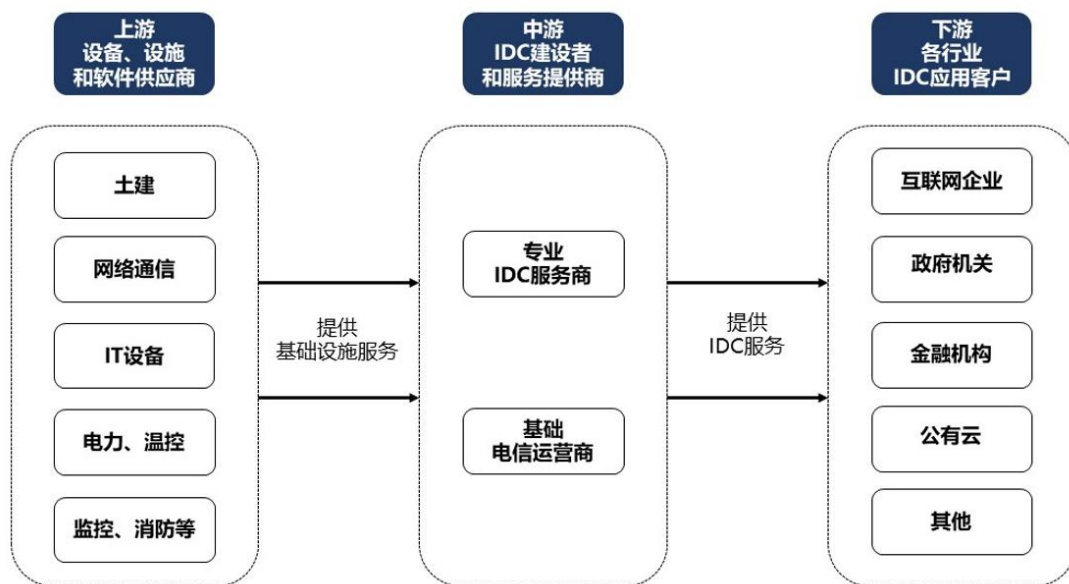 上游
设备、设施
和软件供应商
中游
IDC建设者
和服务提供商
下游
各行业
IDC应用客户
土建
网络通信
IT设备
电力、温控
监控、消防等
提供
基础设施服务
专业
IDC服务商
基础
电信运营商
提供
IDC服务
互联网企业
政府机关
金融机构
公有云
其他